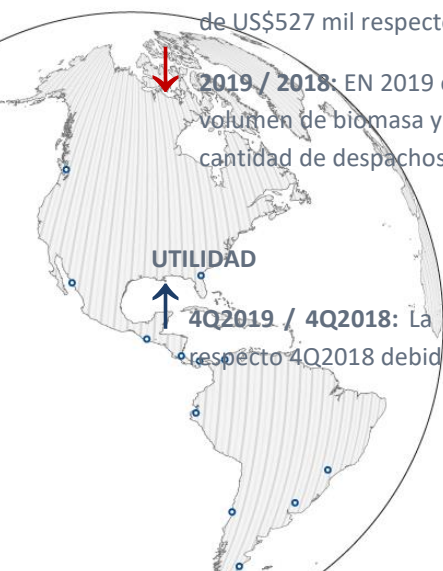 de US$527 mil respecto
2019 / 2018: EN 2019
volumen de biomasa y
cantidad de despachos
UTILIDAD
4Q2019 / 4Q2018: La
respecto 4Q2018 debid